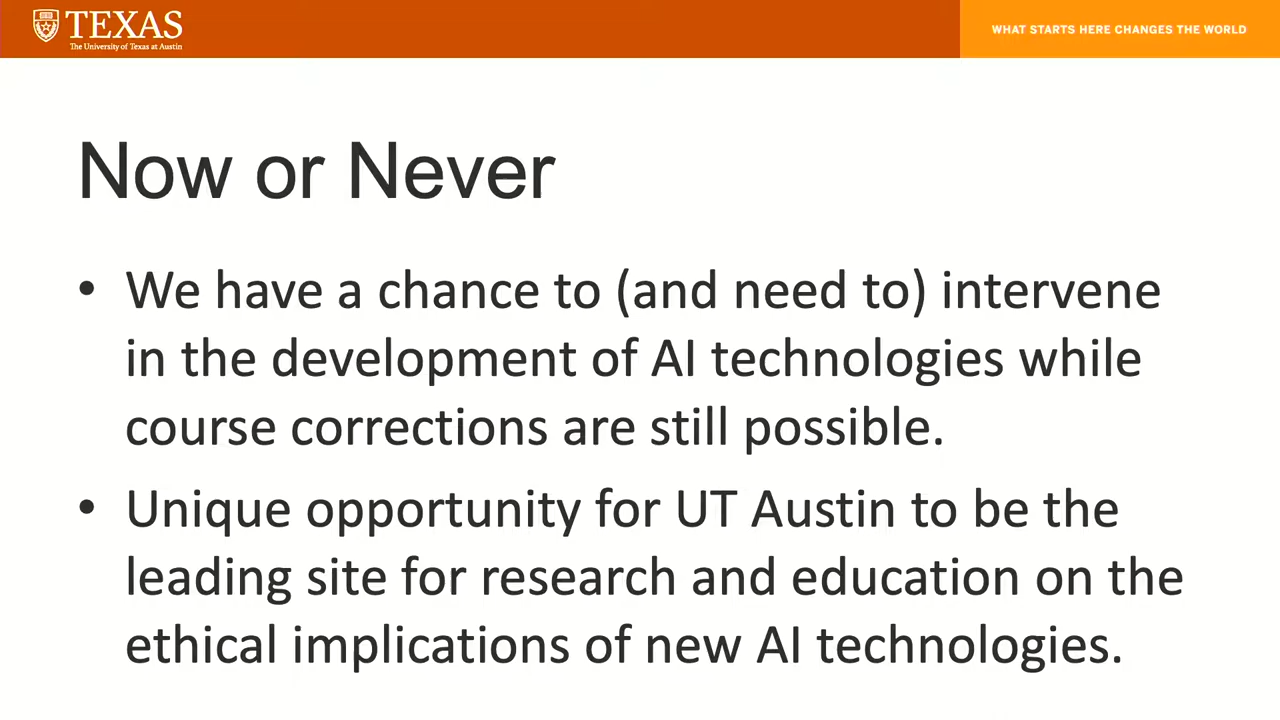 TEXAS
The University of Texas at Austin
WHAT STARTS HERE CHANGES THE WORLD
Now or Never
• We have a chance to (and need to) intervene
in the development of AI technologies while
course corrections are still possible.
• Unique opportunity for UT Austin to be the
leading site for research and education on the
ethical implications of new AI technologies.